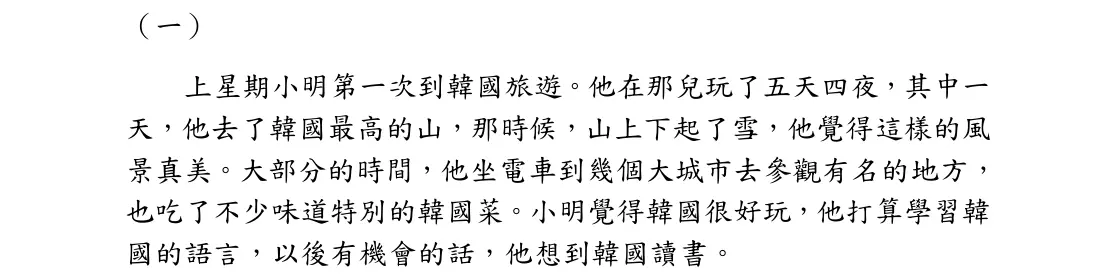 （一）
上星期小明第一次到韓國旅遊。他在那兒玩了五天四夜，其中一
天，他去了韓國最高的山，那時候，山上下起了雪，他覺得這樣的風
景真美。大部分的時間，他坐電車到幾個大城市去參觀有名的地方，
也吃了不少味道特別的韓國菜。小明覺得韓國很好玩，他打算學習韓
國的語言，以後有機會的話，他想到韓國讀書。